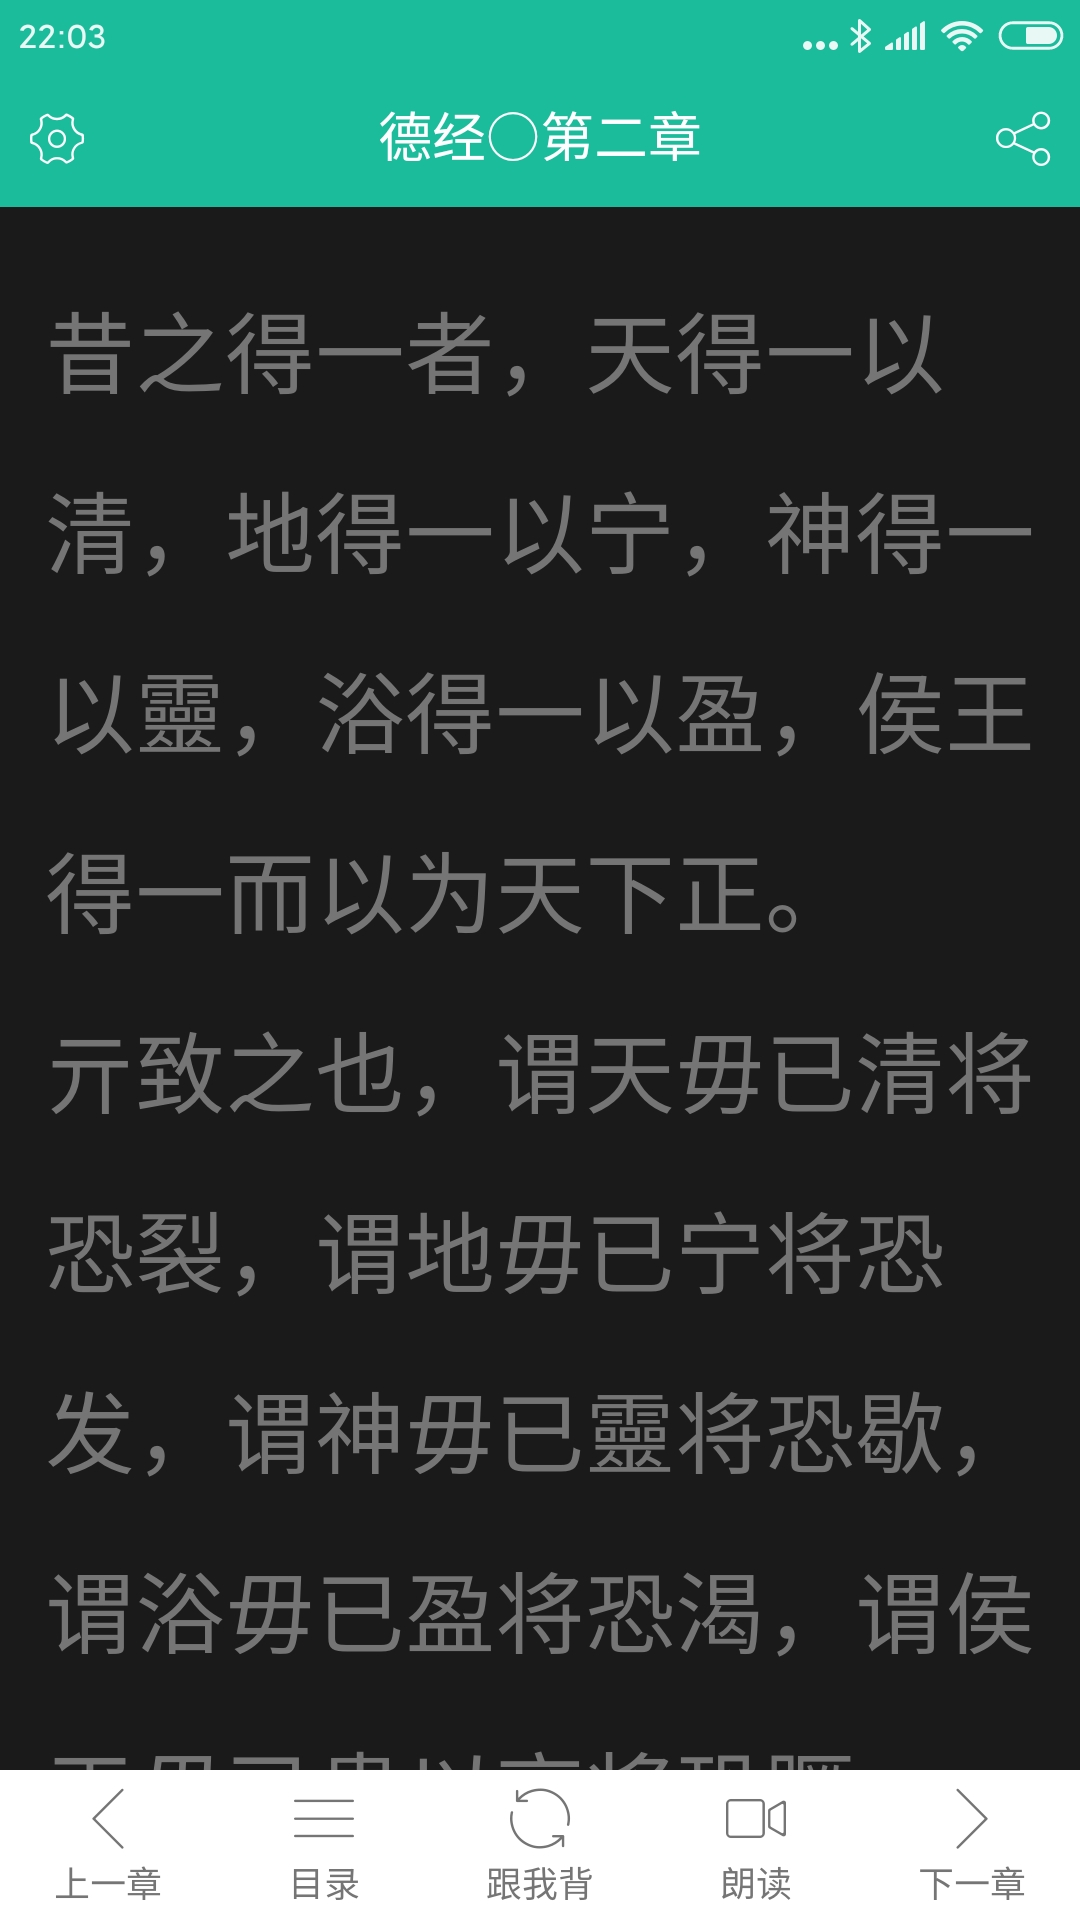 22:03
德经○第二章
昔之得一者，天得一以
清，地得一以宁，神得一
以靈，浴得一以盈，侯王
得一而以为天下正。
亓致之也，谓天毋已清将
恐裂，谓地毋已宁将恐
发，谓神毋已靈将恐歇，
谓浴毋已盈将恐渴，谓侯
上一章
目录
跟我背
朗读
下一章